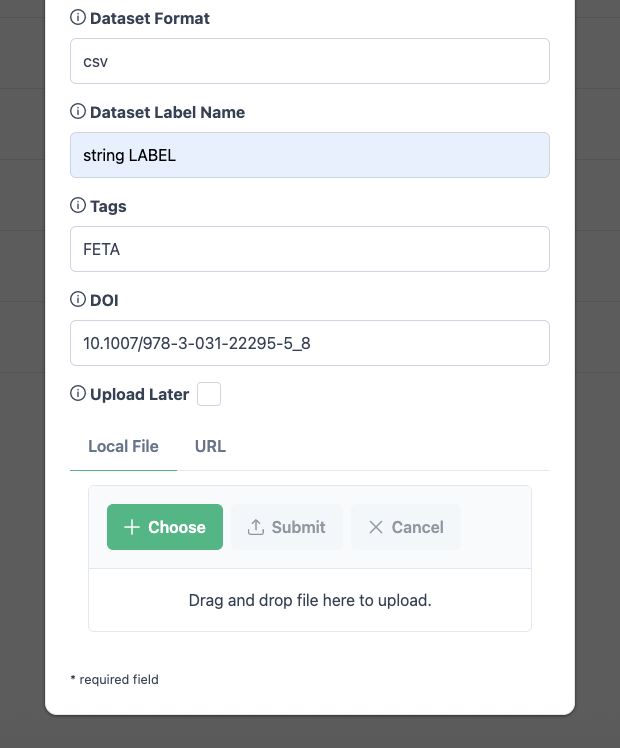 Dataset Format
csv
Dataset Label Name
string LABEL
Tags
FETA
DOI
10.1007/978-3-031-22295-5_8
Upload Later
Local File URL
Choose Submit Cancel
Drag and drop file here to upload.
* required field